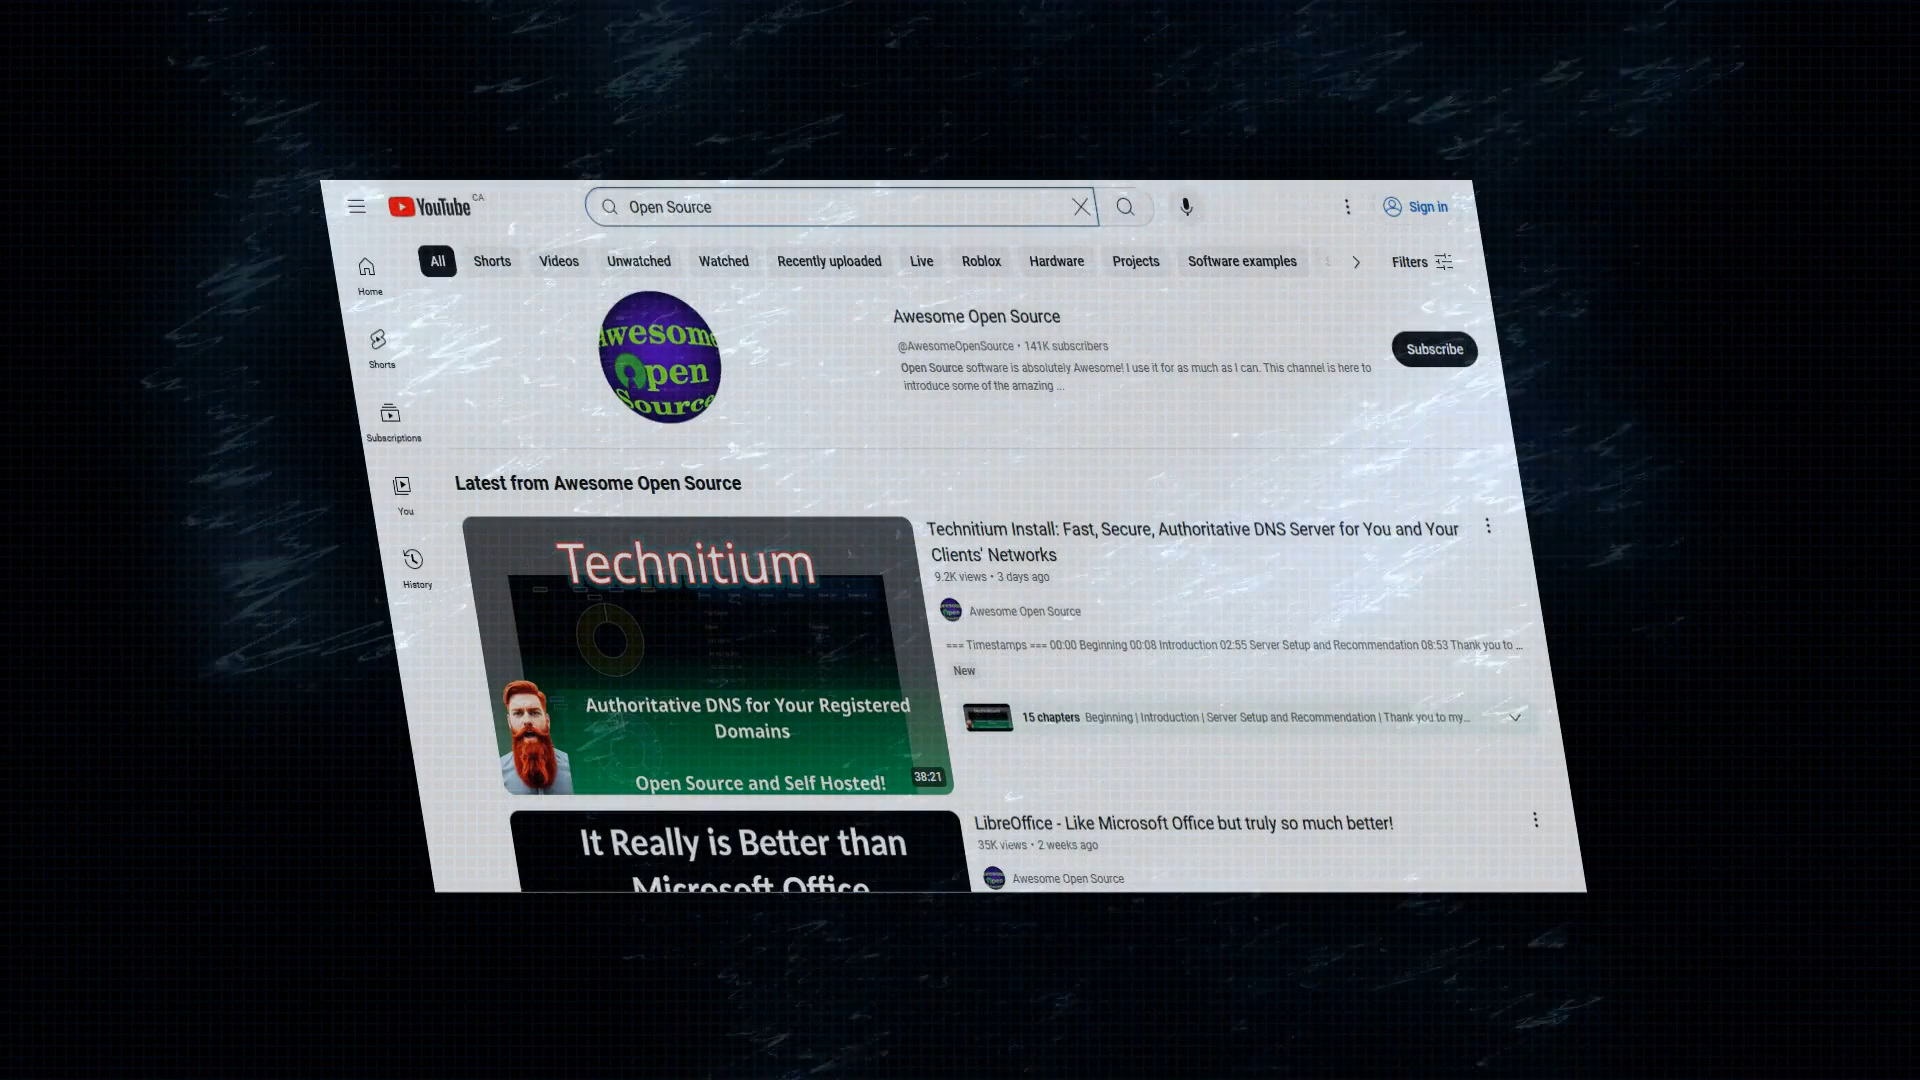 YouTube CA
Open Source
Sign in
All
Shorts
Videos
Unwatched
Watched
Recently uploaded
Live
Roblox
Hardware
Projects
Software examples
Filters
Home
Shorts
Subscriptions
You
History
Awesome
Open
Source
Awesome Open Source
@AwesomeOpenSource • 141K subscribers
Open Source software is absolutely Awesome! I use it for as much as I can. This channel is here to
introduce some of the amazing ...
Subscribe
Latest from Awesome Open Source
Technitium
Authoritative DNS for Your Registered
Domains
Open Source and Self Hosted!
38:21
Technitium Install: Fast, Secure, Authoritative DNS Server for You and Your
Clients' Networks
9.2K views • 3 days ago
Awesome Open Source
=== Timestamps === 00:00 Beginning 00:08 Introduction 02:55 Server Setup and Recommendation 08:53 Thank you to ...
New
15 chapters Beginning | Introduction | Server Setup and Recommendation | Thank you to my...
It Really is Better than
Microsoft Office
LibreOffice - Like Microsoft Office but truly so much better!
35K views • 2 weeks ago
Awesome Open Source